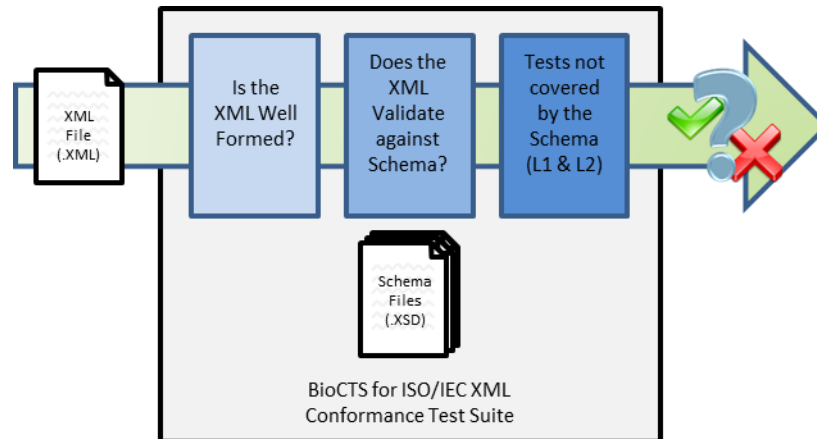 XML
File
(.XML)
Is the
XML Well
Formed?
Does the
XML
Validate
against
Schema?
Tests not
covered
by the
Schema
(L1 & L2)
Schema
Files
(.XSD)
BioCTS for ISO/IEC XML
Conformance Test Suite